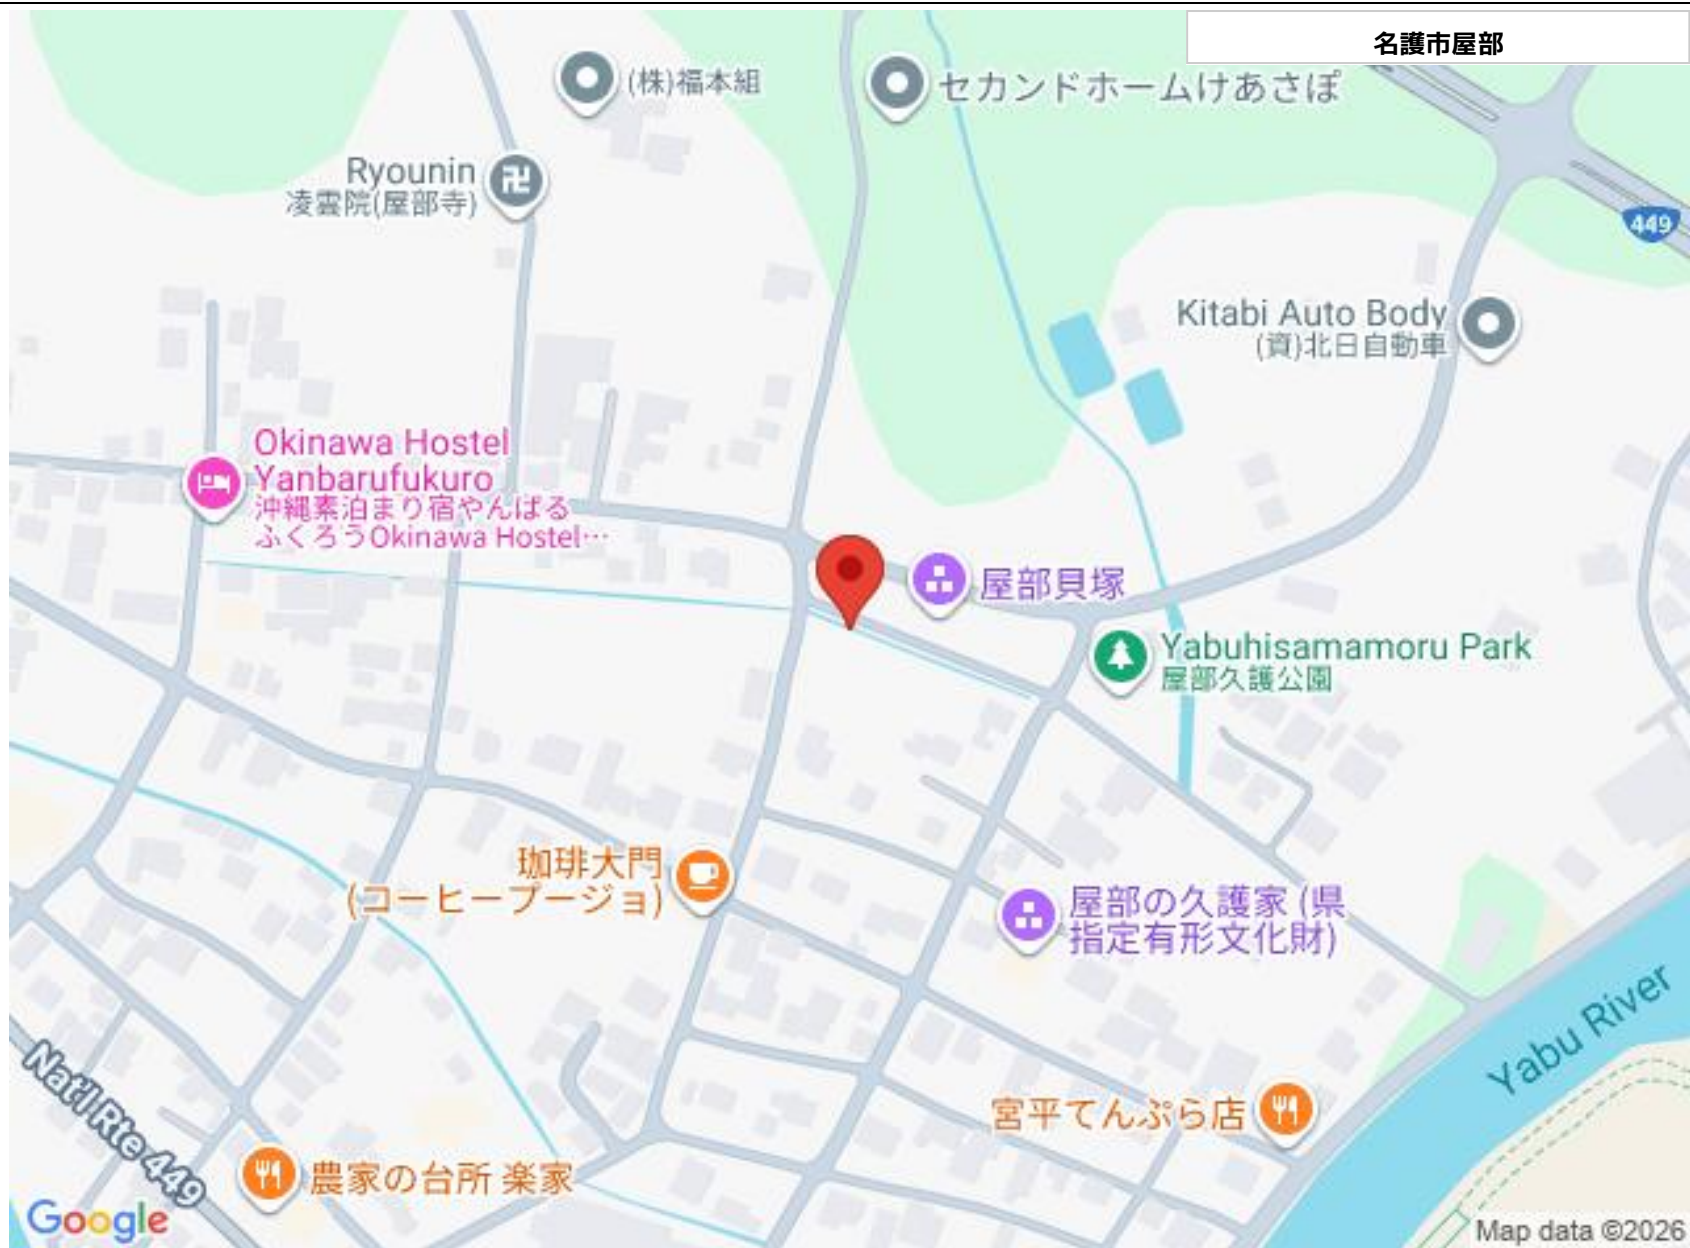 名護市屋部
(株)福本組
セカンドホームけあさぽ
Ryounin
凌雲院(屋部寺)
449
Kitabi Auto Body
(資)北日自動車
Okinawa Hostel
Yanbarufukuro
沖縄素泊まり宿やんばる
ふくろうOkinawa Hostel…
屋部貝塚
Yabuhisamamoru Park
屋部久護公園
珈琲大門
(コーヒープージョ)
屋部の久護家 (県
指定有形文化財)
Yabu River
Nat'l Rte 449
宮平てんぷら店
農家の台所 楽家
Google
Map data ©2026